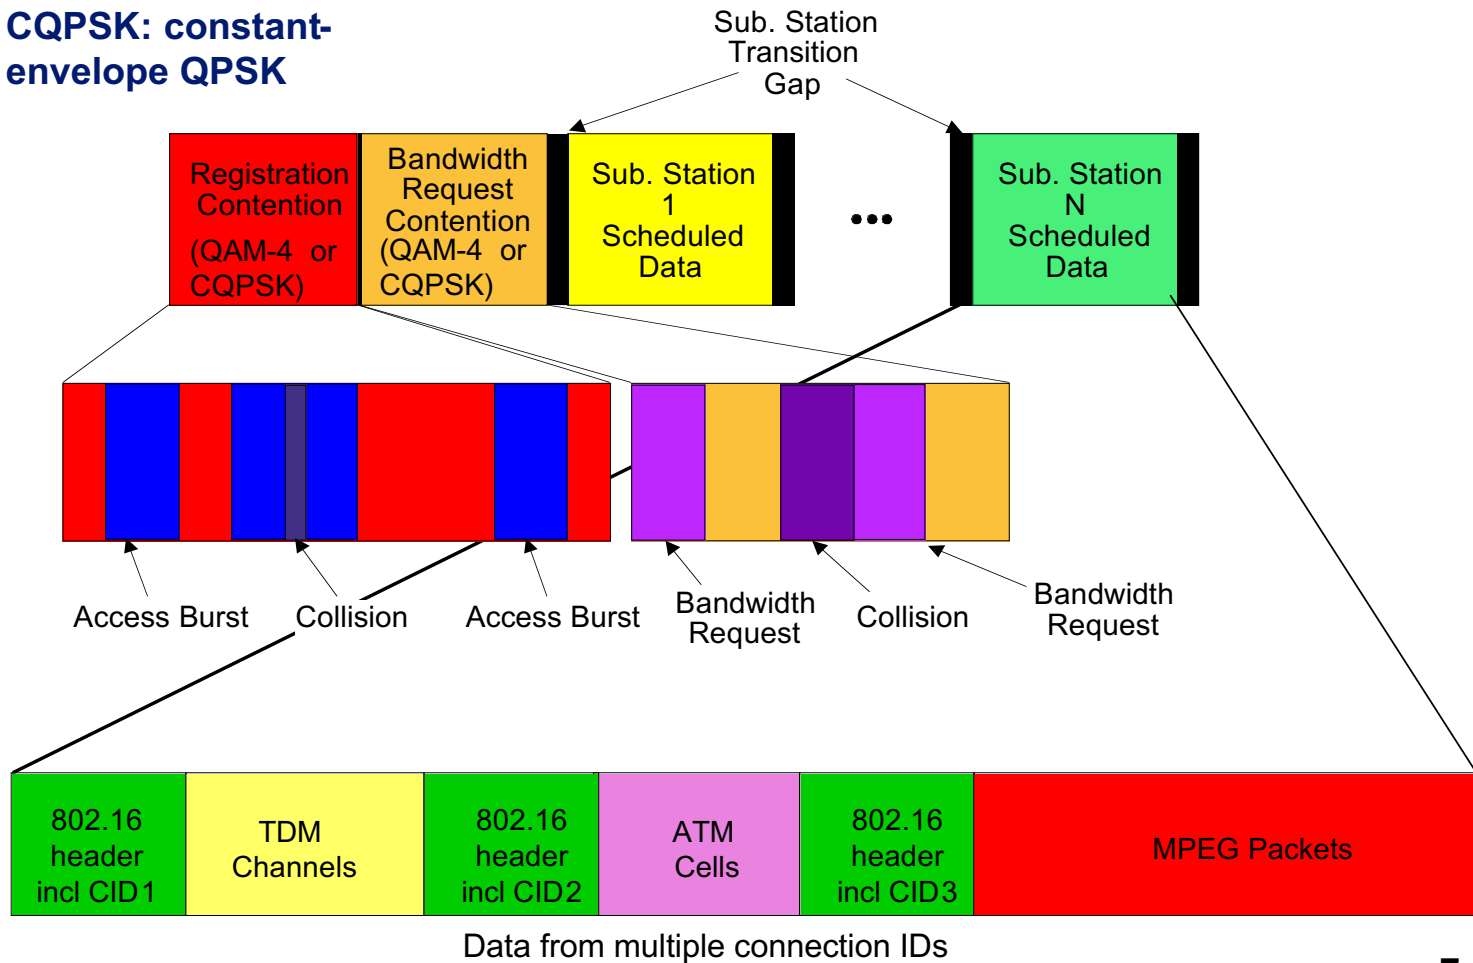 CQPSK: constant-
envelope QPSK
Sub. Station
Transition
Gap
Registration
Contention
(QAM-4 or
CQPSK)
Bandwidth
Request
Contention
(QAM-4 or
CQPSK)
Sub. Station
1
Scheduled
Data
...
Sub. Station
N
Scheduled
Data
Access Burst
Collision
Access Burst
Bandwidth
Request
Collision
Bandwidth
Request
802.16
header
incl CID1
TDM
Channels
802.16
header
incl CID2
ATM
Cells
802.16
header
incl CID3
MPEG Packets
Data from multiple connection IDs